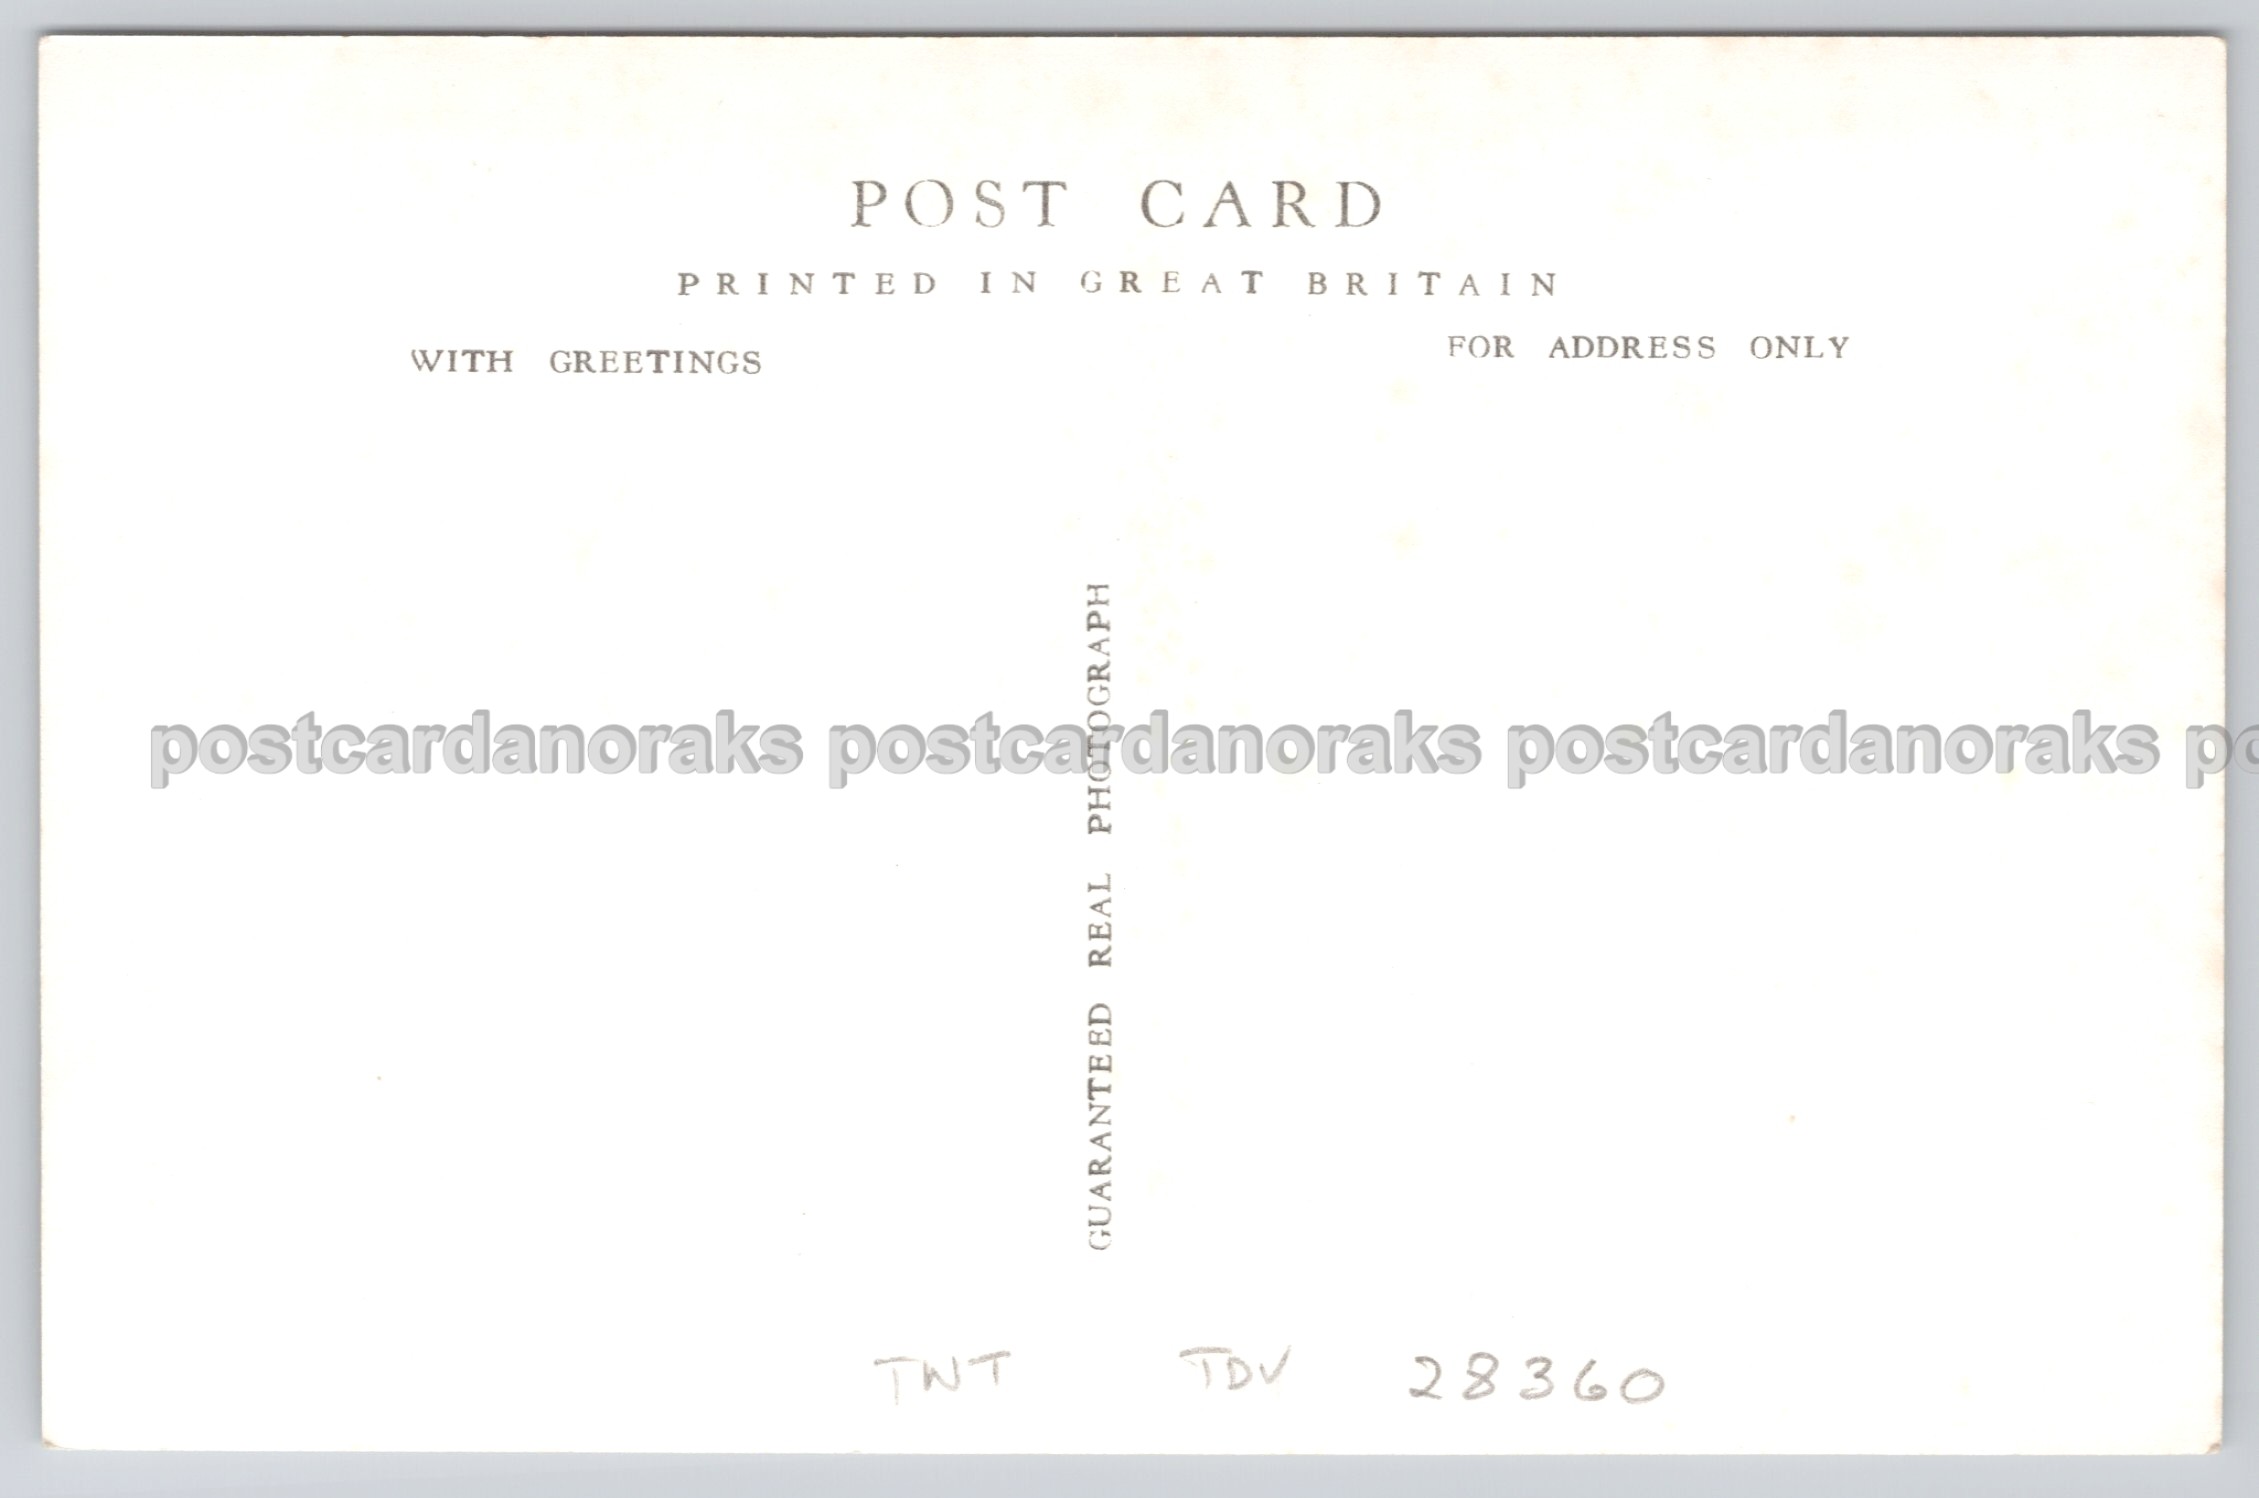 POST CARD
PRINTED IN GREAT BRITAIN
WITH GREETINGS
FOR ADDRESS ONLY
GUARANTEED REAL PHOTOGRAPH
postcardanoraks postcardanoraks postcardanoraks po
TNT TDV 28360